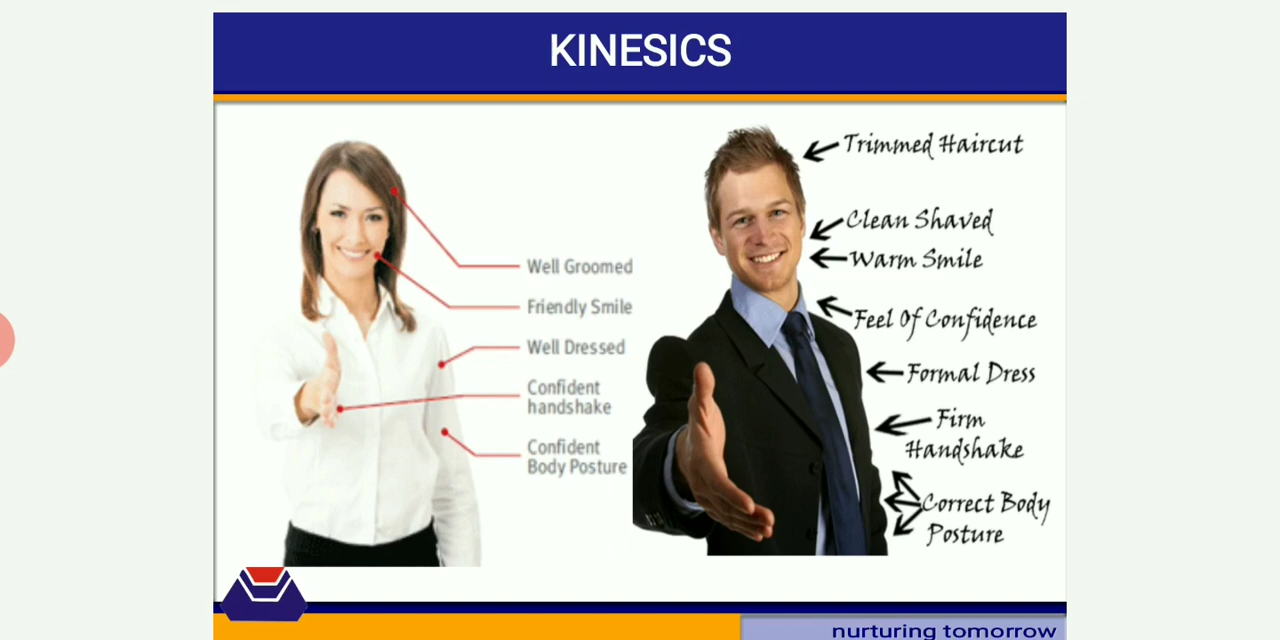 KINESICS
Well Groomed
Friendly Smile
Well Dressed
Confident
handshake
Confident
Body Posture
Trimmed Haircut
Clean Shaved
Warm Smile
Feel Of Confidence
Formal Dress
Firm
Handshake
Correct Body
Posture
nurturing tomorrow